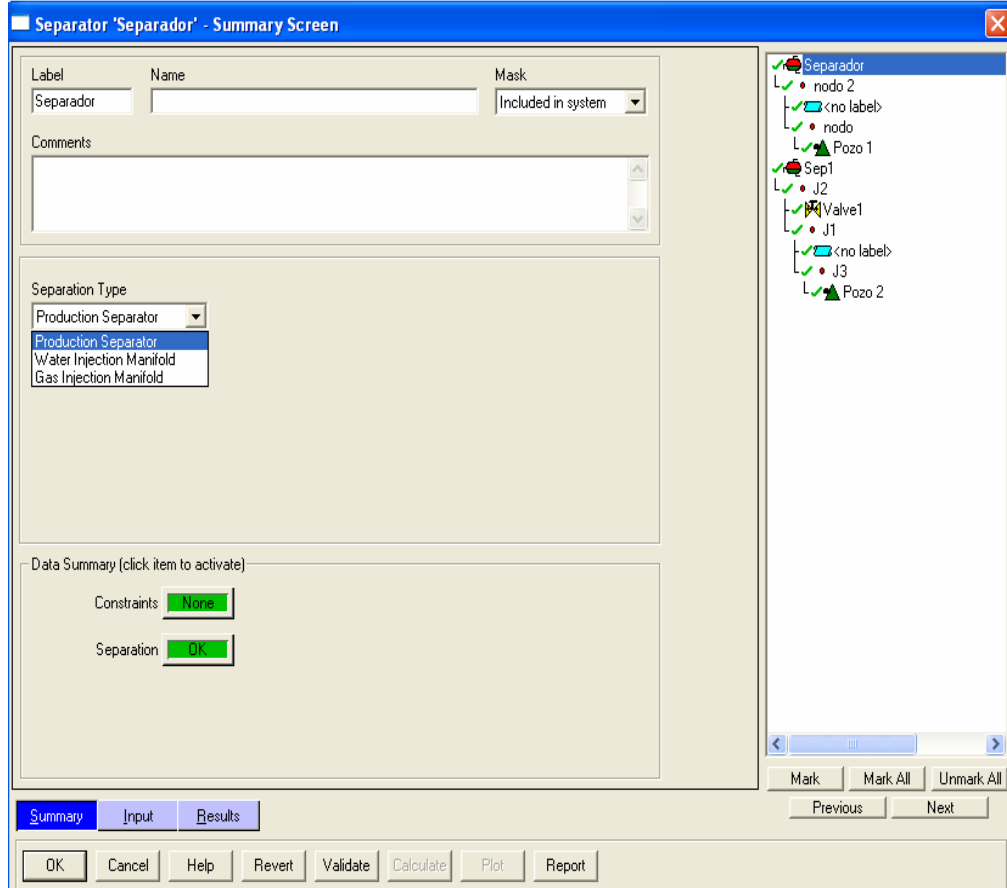 Separator 'Separador' - Summary Screen
Label Name Mask
Separador Included in system
Comments
Separation Type
Production Separator
Production Separator
Water Injection Manifold
Gas Injection Manifold
Data Summary (click item to activate)
Constraints None
Separation OK
Summary Input Results
OK Cancel Help Revert Validate Calculate Plot Report
Separador
nodo 2
<no label>
nodo
Pozo 1
Sep1
J2
Valve1
J1
<no label>
J3
Pozo 2
Mark Mark All Unmark All
Previous Next